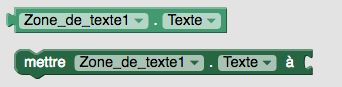 Zone_de_texte1 . Texte
mettre Zone_de_texte1 . Texte à